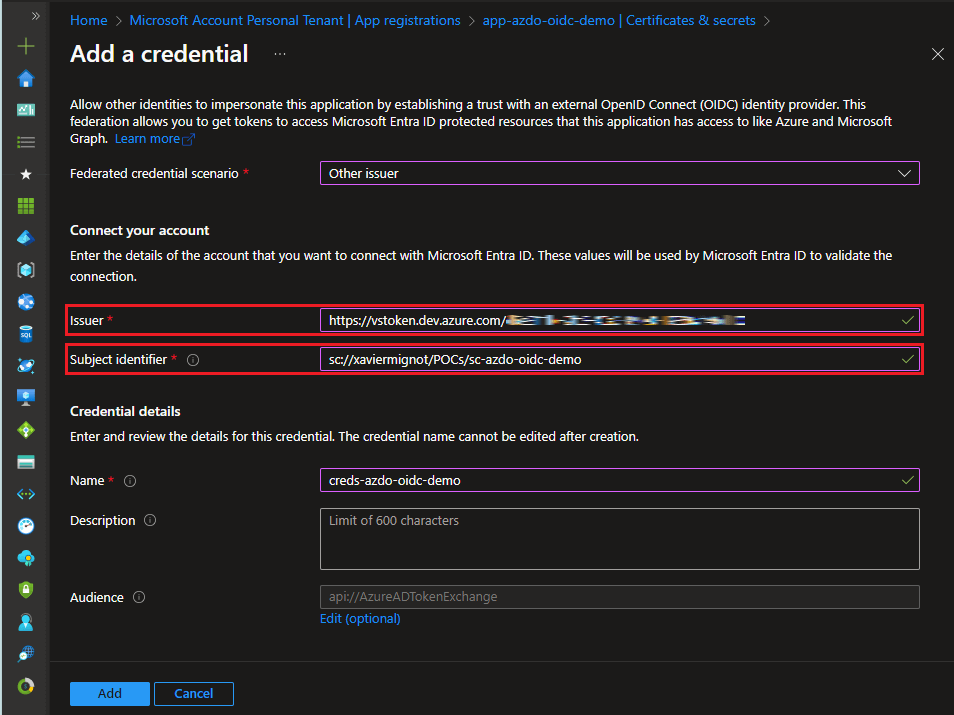 Home > Microsoft Account Personal Tenant | App registrations > app-azdo-oidc-demo | Certificates & secrets >
Add a credential ...
Allow other identities to impersonate this application by establishing a trust with an external OpenID Connect (OIDC) identity provider. This
federation allows you to get tokens to access Microsoft Entra ID protected resources that this application has access to like Azure and Microsoft
Graph. Learn more
Federated credential scenario *
Other issuer
Connect your account
Enter the details of the account that you want to connect with Microsoft Entra ID. These values will be used by Microsoft Entra ID to validate the
connection.
Issuer *
https://vstoken.dev.azure.com/
Subject identifier *
sc://xaviermignot/POCs/sc-azdo-oidc-demo
Credential details
Enter and review the details for this credential. The credential name cannot be edited after creation.
Name *
creds-azdo-oidc-demo
Description
Limit of 600 characters
Audience
api://AzureADTokenExchange
Edit (optional)
Add
Cancel
SQL